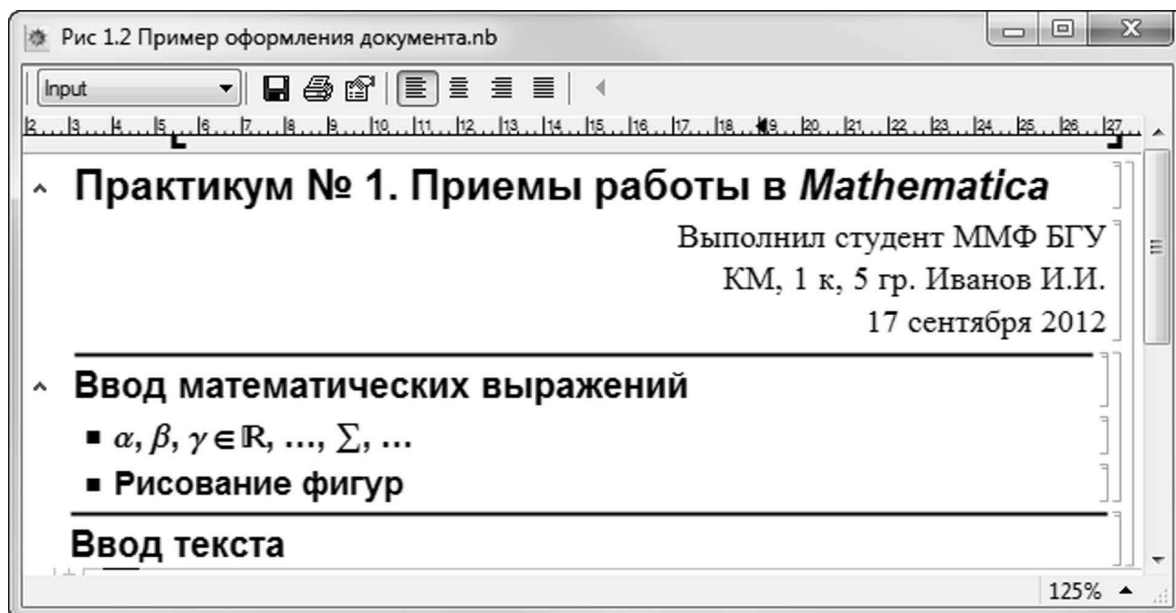 Рис 1.2 Пример оформления документа.nb
Input
2 3 4 5 6 7 8 9 10 11 12 13 14 15 16 17 18 19 20 21 22 23 24 25 26 27
Практикум № 1. Приемы работы в Mathematica
Выполнил студент ММФ БГУ
КМ, 1 к, 5 гр. Иванов И.И.
17 сентября 2012
Ввод математических выражений
▪ α, β, γ ∈ ℝ, ..., ∑, ...
▪ Рисование фигур
Ввод текста
125%